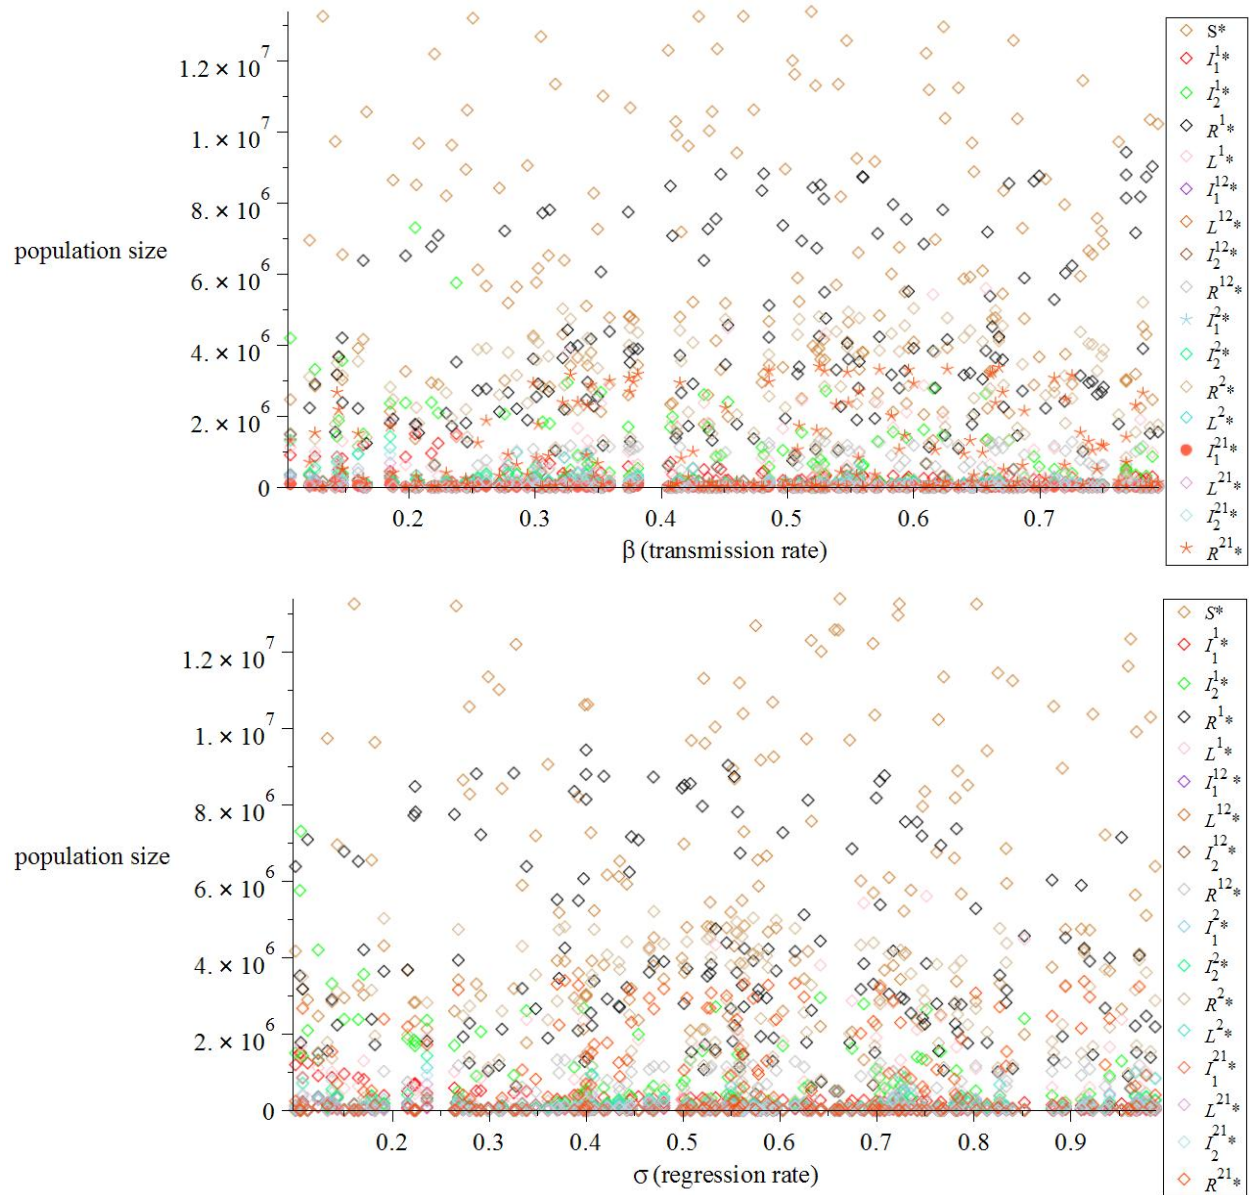 1.2 × 10^7
1. × 10^7
8. × 10^6
6. × 10^6
4. × 10^6
2. × 10^6
0
population size
0.2 0.3 0.4 0.5 0.6 0.7
β (transmission rate)
S*
I_1^1*
I_2^1*
R^1*
L^1*
I_1^12*
L^12*
I_2^12*
R^12*
I_1^2*
I_2^2*
R^2*
L^2*
I_1^21*
L^21*
I_2^21*
R^21*
1.2 × 10^7
1. × 10^7
8. × 10^6
6. × 10^6
4. × 10^6
2. × 10^6
0
population size
0.2 0.3 0.4 0.5 0.6 0.7 0.8 0.9
σ (regression rate)
S*
I_1^1*
I_2^1*
R^1*
L^1*
I_1^12*
L^12*
I_2^12*
R^12*
I_1^2*
I_2^2*
R^2*
L^2*
I_1^21*
L^21*
I_2^21*
R^21*